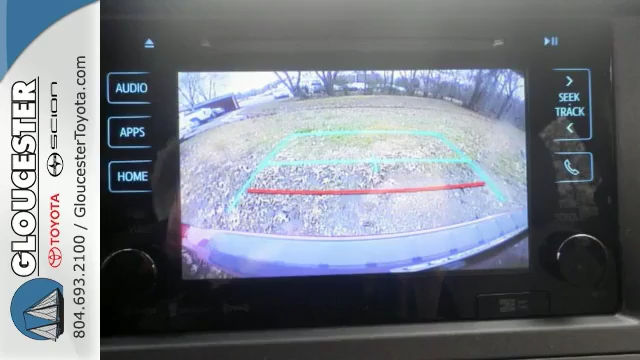 GLOUCESTER
TOYOTA
SCION
804.693.2100 / GloucesterToyota.com
AUDIO
APPS
HOME
SEEK
TRACK